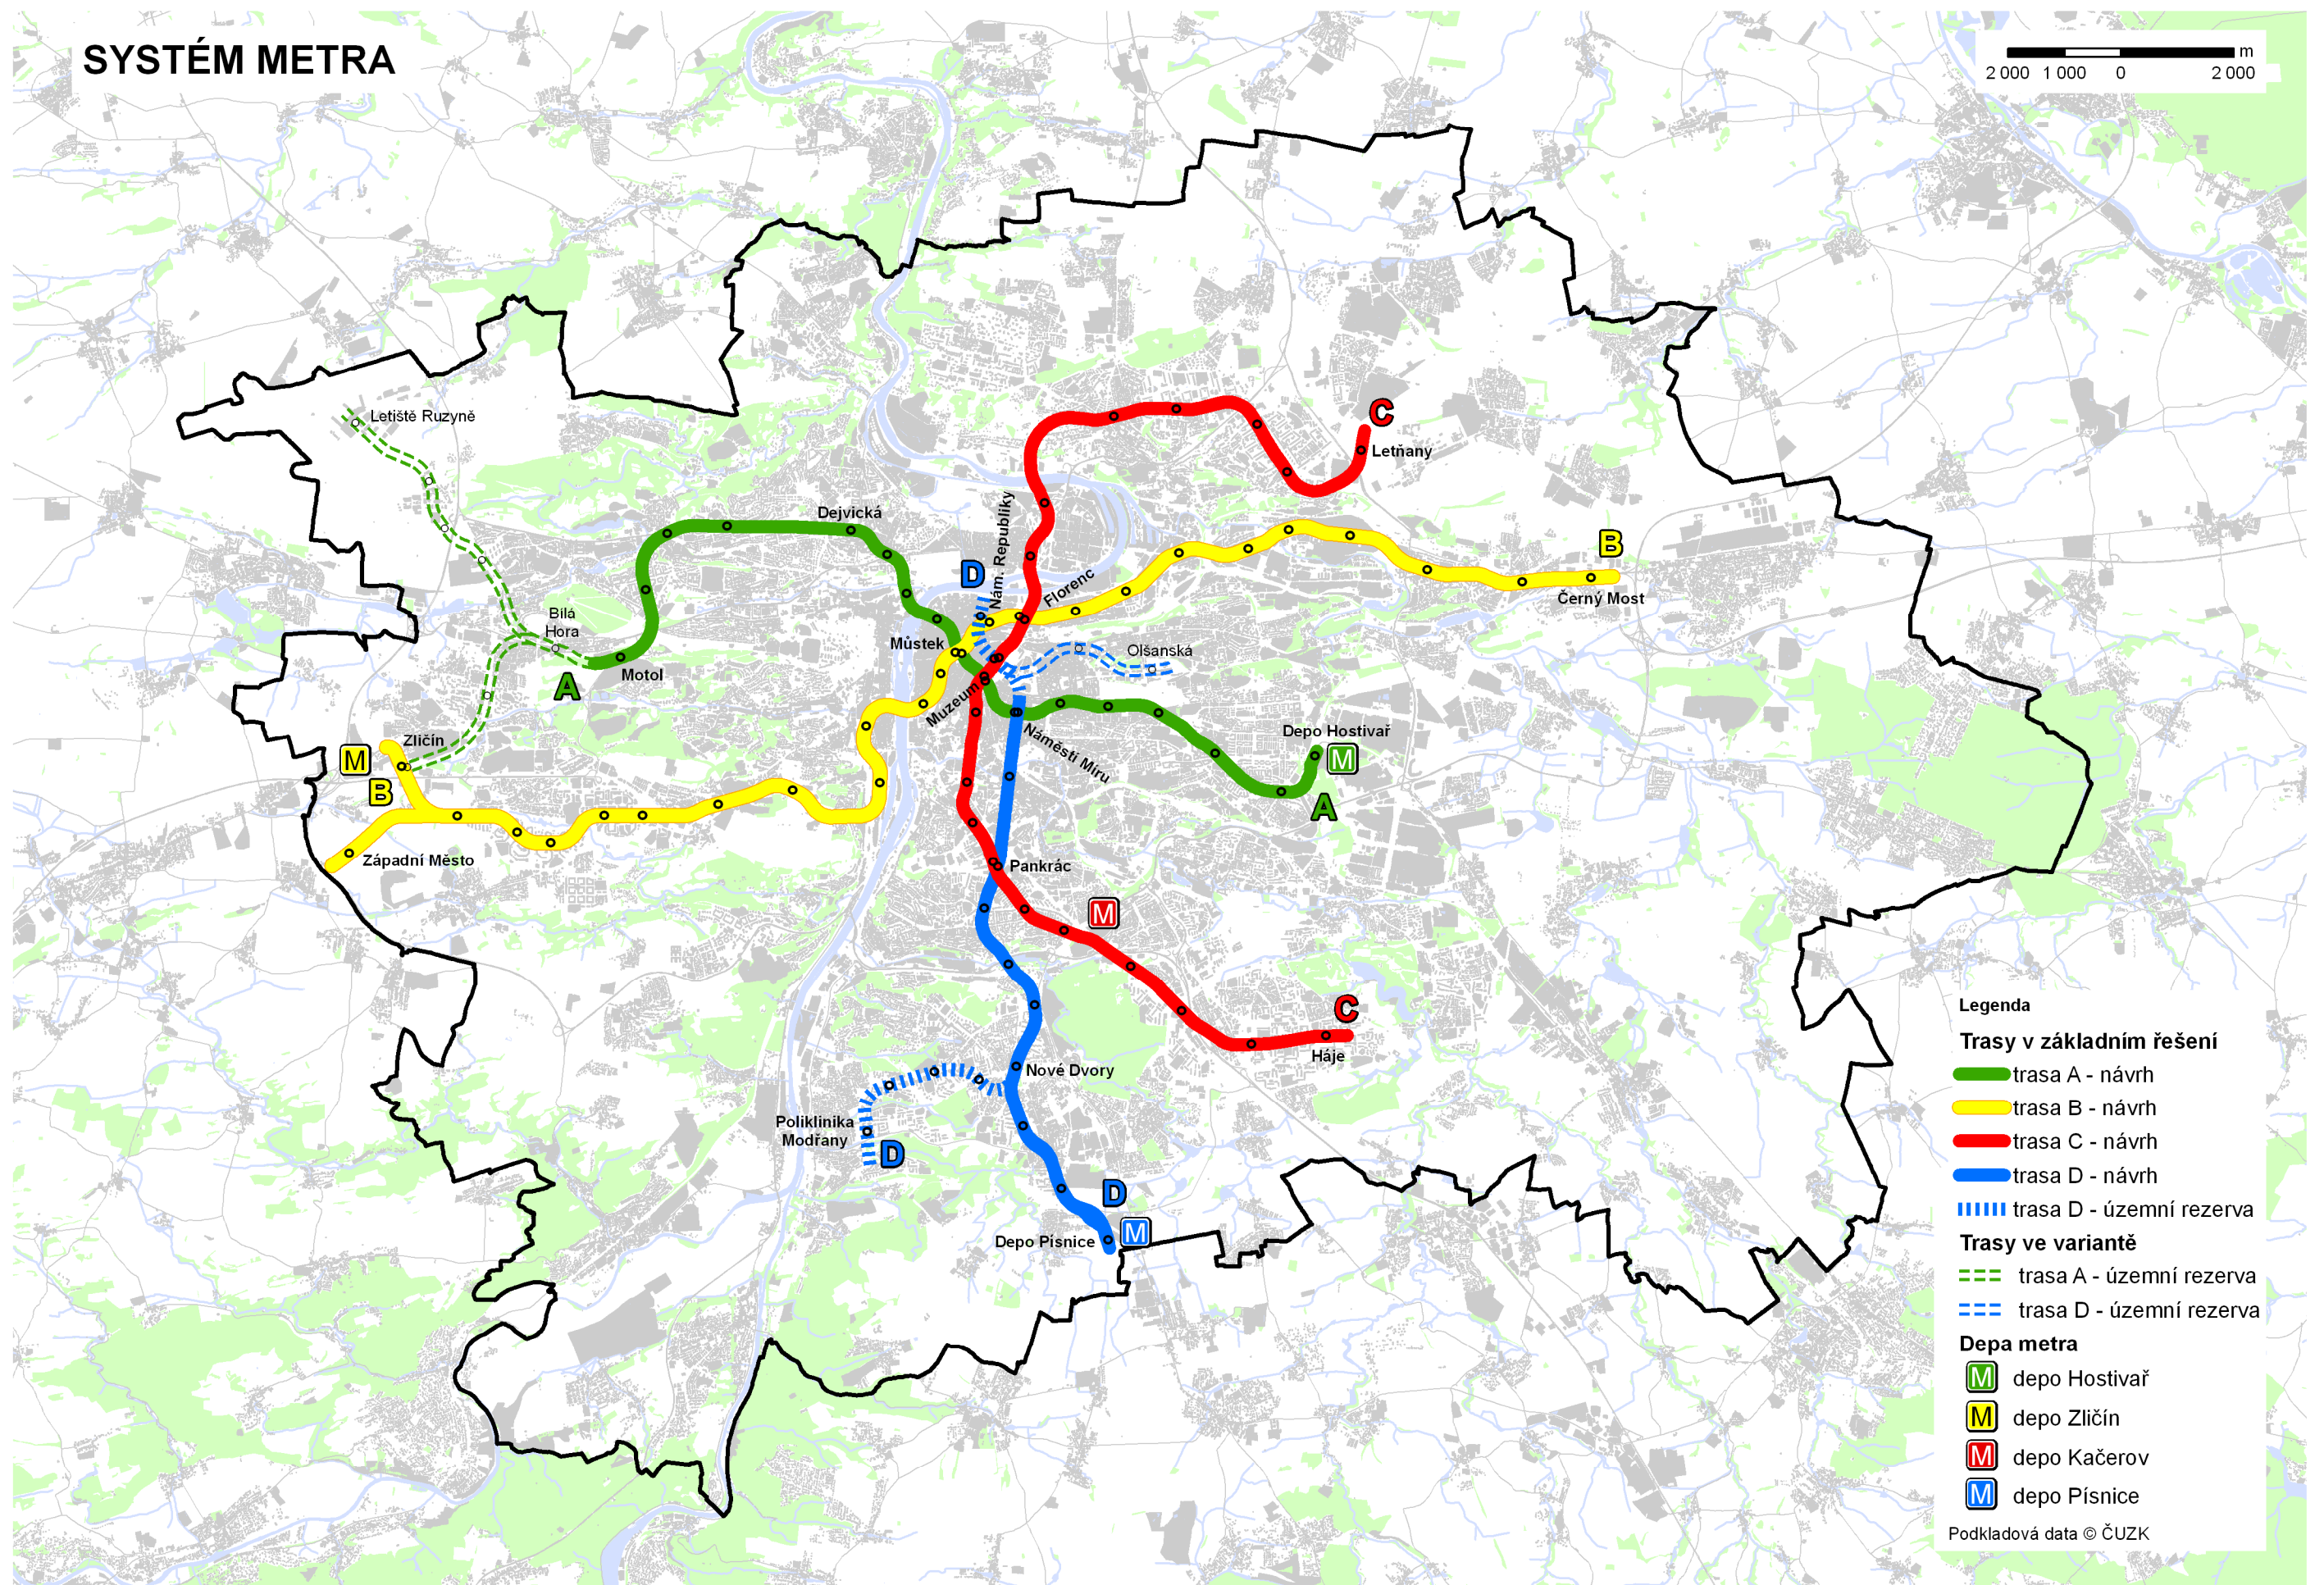 SYSTÉM METRA
m
2 000 1 000 0 2 000
Letiště Ruzyně
C
Letňany
Dejvická
Nám. Republiky
B
D
Florenc
Černý Most
Bílá
Hora
Můstek
Olšanská
Motol
A
Muzeum
Náměstí Míru
Depo Hostivař
M
A
Zličín
M
B
Západní Město
Pankrác
M
C
Háje
Nové Dvory
Poliklinika
Modřany
D
D
M
Depo Písnice
Legenda
Trasy v základním řešení
trasa A - návrh
trasa B - návrh
trasa C - návrh
trasa D - návrh
trasa D - územní rezerva
Trasy ve variantě
trasa A - územní rezerva
trasa D - územní rezerva
Depa metra
M depo Hostivař
M depo Zličín
M depo Kačerov
M depo Písnice
Podkladová data © ČUZK